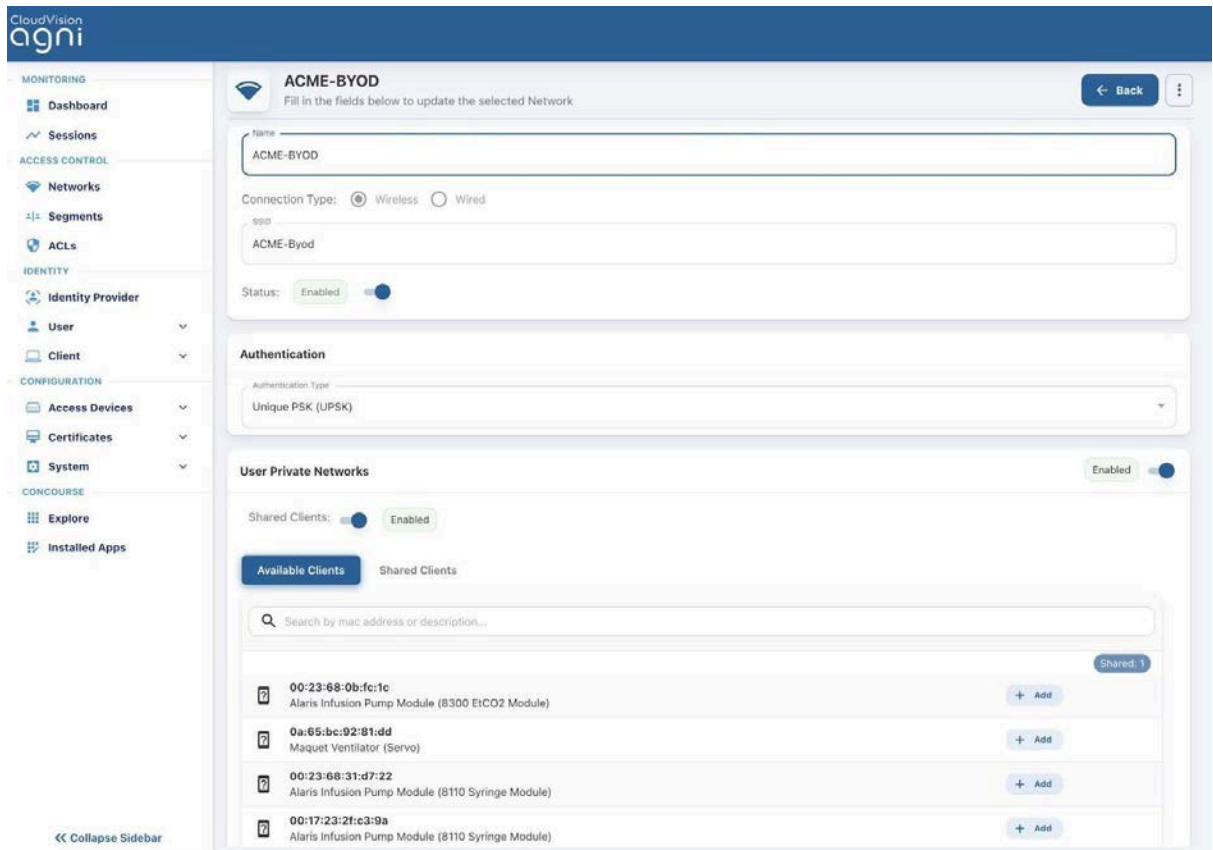 CloudVision
agni
MONITORING
Dashboard
Sessions
ACCESS CONTROL
Networks
Segments
ACLs
IDENTITY
Identity Provider
User
Client
CONFIGURATION
Access Devices
Certificates
System
CONCOURSE
Explore
Installed Apps
Collapse Sidebar
ACME-BYOD
Fill in the fields below to update the selected Network
Back
Name
ACME-BYOD
Connection Type: Wireless Wired
SSID
ACME-Byod
Status: Enabled
Authentication
Authentication Type
Unique PSK (UPSK)
User Private Networks Enabled
Shared Clients: Enabled
Available Clients Shared Clients
Search by mac address or description...
Shared: 1
00:23:68:0b:fc:1c
Alaris Infusion Pump Module (8300 EtCO2 Module)
+ Add
0a:65:bc:92:81:dd
Maquet Ventilator (Servo)
+ Add
00:23:68:31:d7:22
Alaris Infusion Pump Module (8110 Syringe Module)
+ Add
00:17:23:2f:c3:9a
Alaris Infusion Pump Module (8110 Syringe Module)
+ Add